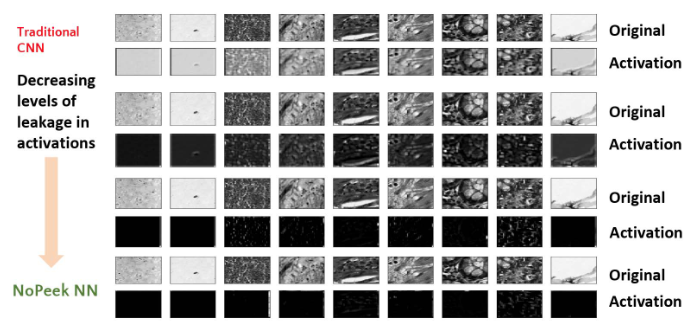 Traditional
CNN
Decreasing
levels of
leakage in
activations
NoPeek NN
Original
Activation
Original
Activation
Original
Activation
Original
Activation